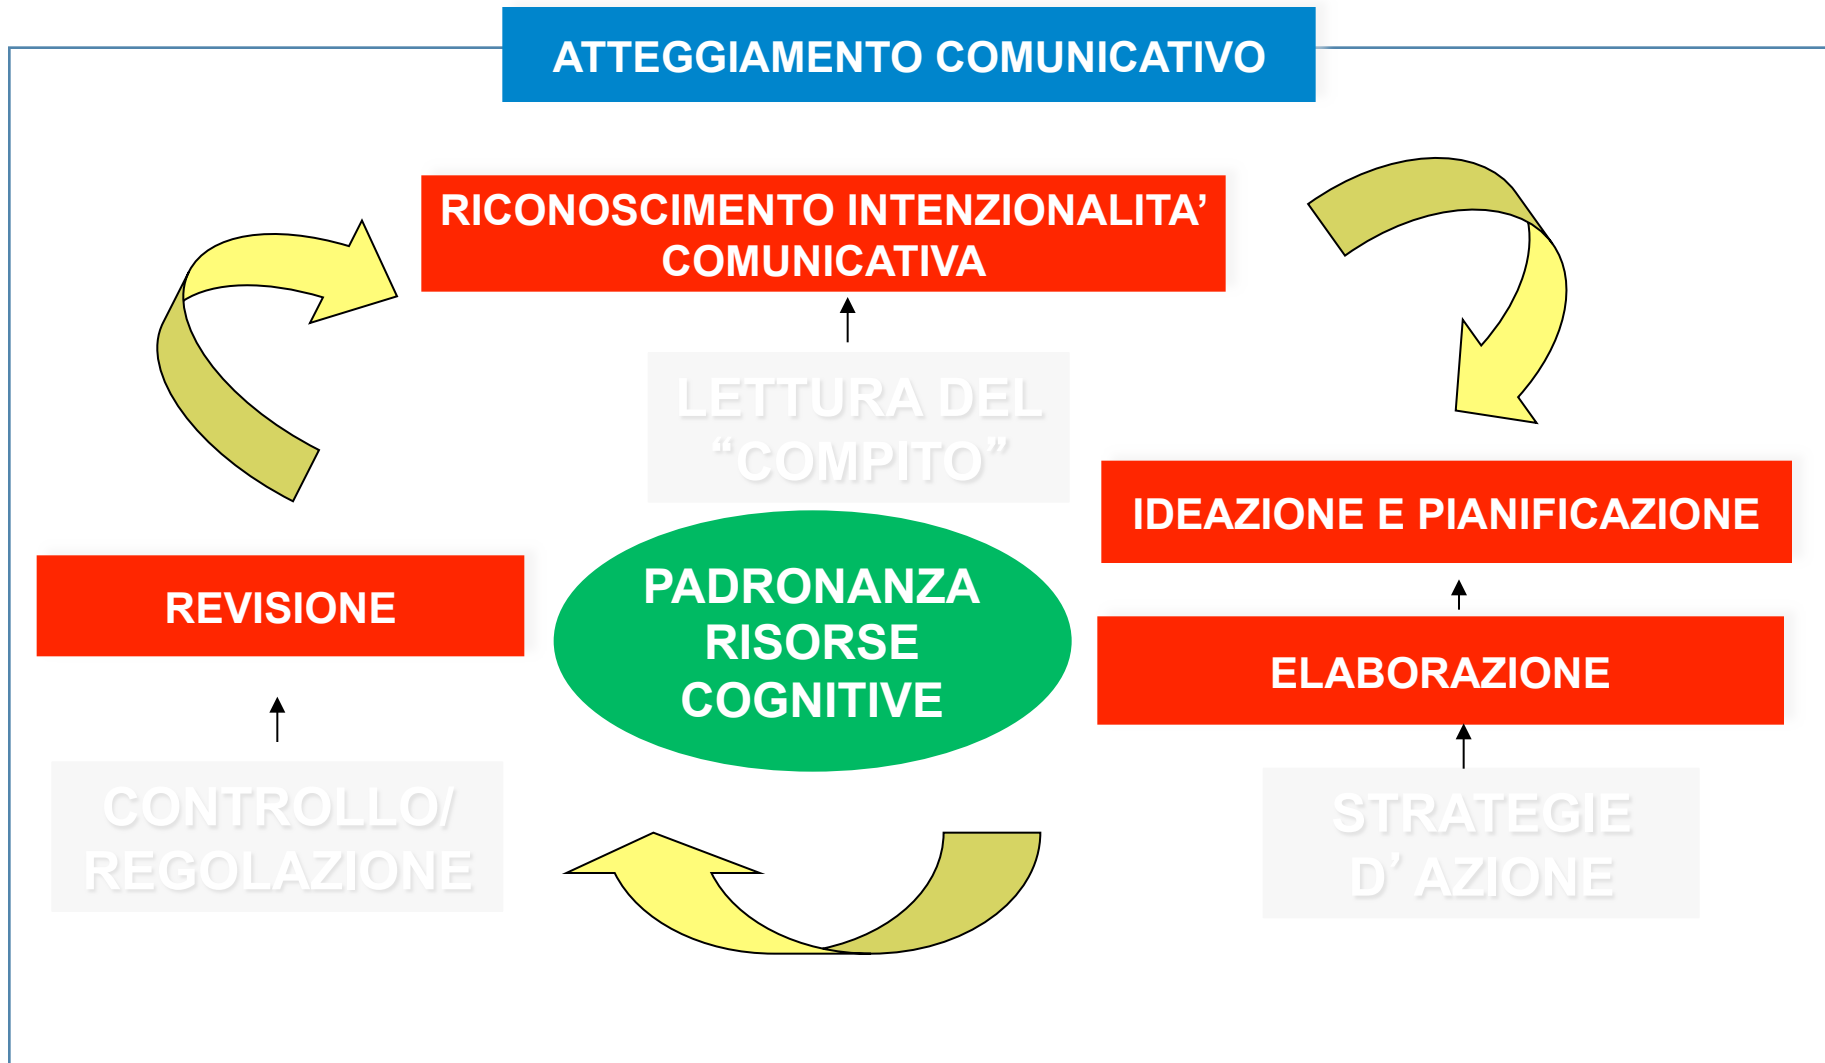 ATTEGGIAMENTO COMUNICATIVO
RICONOSCIMENTO INTENZIONALITA’
COMUNICATIVA
LETTURA DEL
“COMPITO”
IDEAZIONE E PIANIFICAZIONE
REVISIONE
PADRONANZA
RISORSE
COGNITIVE
ELABORAZIONE
CONTROLLO/
REGOLAZIONE
STRATEGIE
D’ AZIONE